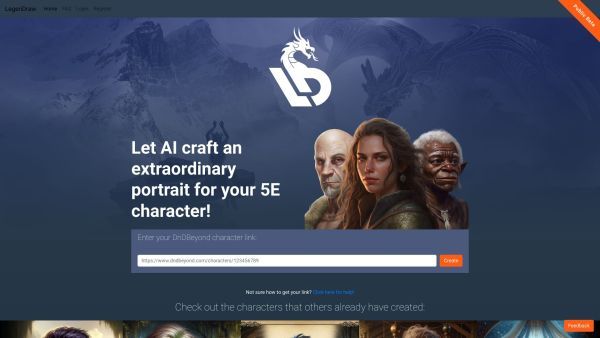 LegenDraw Home FAQ Login Register
Public Beta
LD
Let AI craft an
extraordinary
portrait for your 5E
character!
Enter your DnDBeyond character link:
https://www.dndbeyond.com/characters/123456789
Create
Not sure how to get your link? Click here for help!
Check out the characters that others already have created:
Feedback